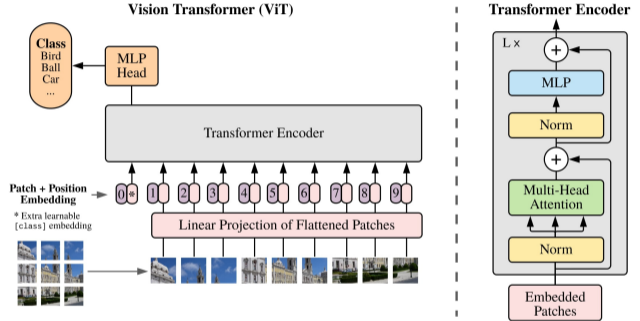 Vision Transformer (ViT)
Class
Bird
Ball
Car
...
MLP
Head
Transformer Encoder
Patch + Position
Embedding
0 * 1 2 3 4 5 6 7 8 9
* Extra learnable
[class] embedding
Linear Projection of Flattened Patches
Transformer Encoder
L ×
+
MLP
Norm
+
Multi-Head
Attention
Norm
Embedded
Patches